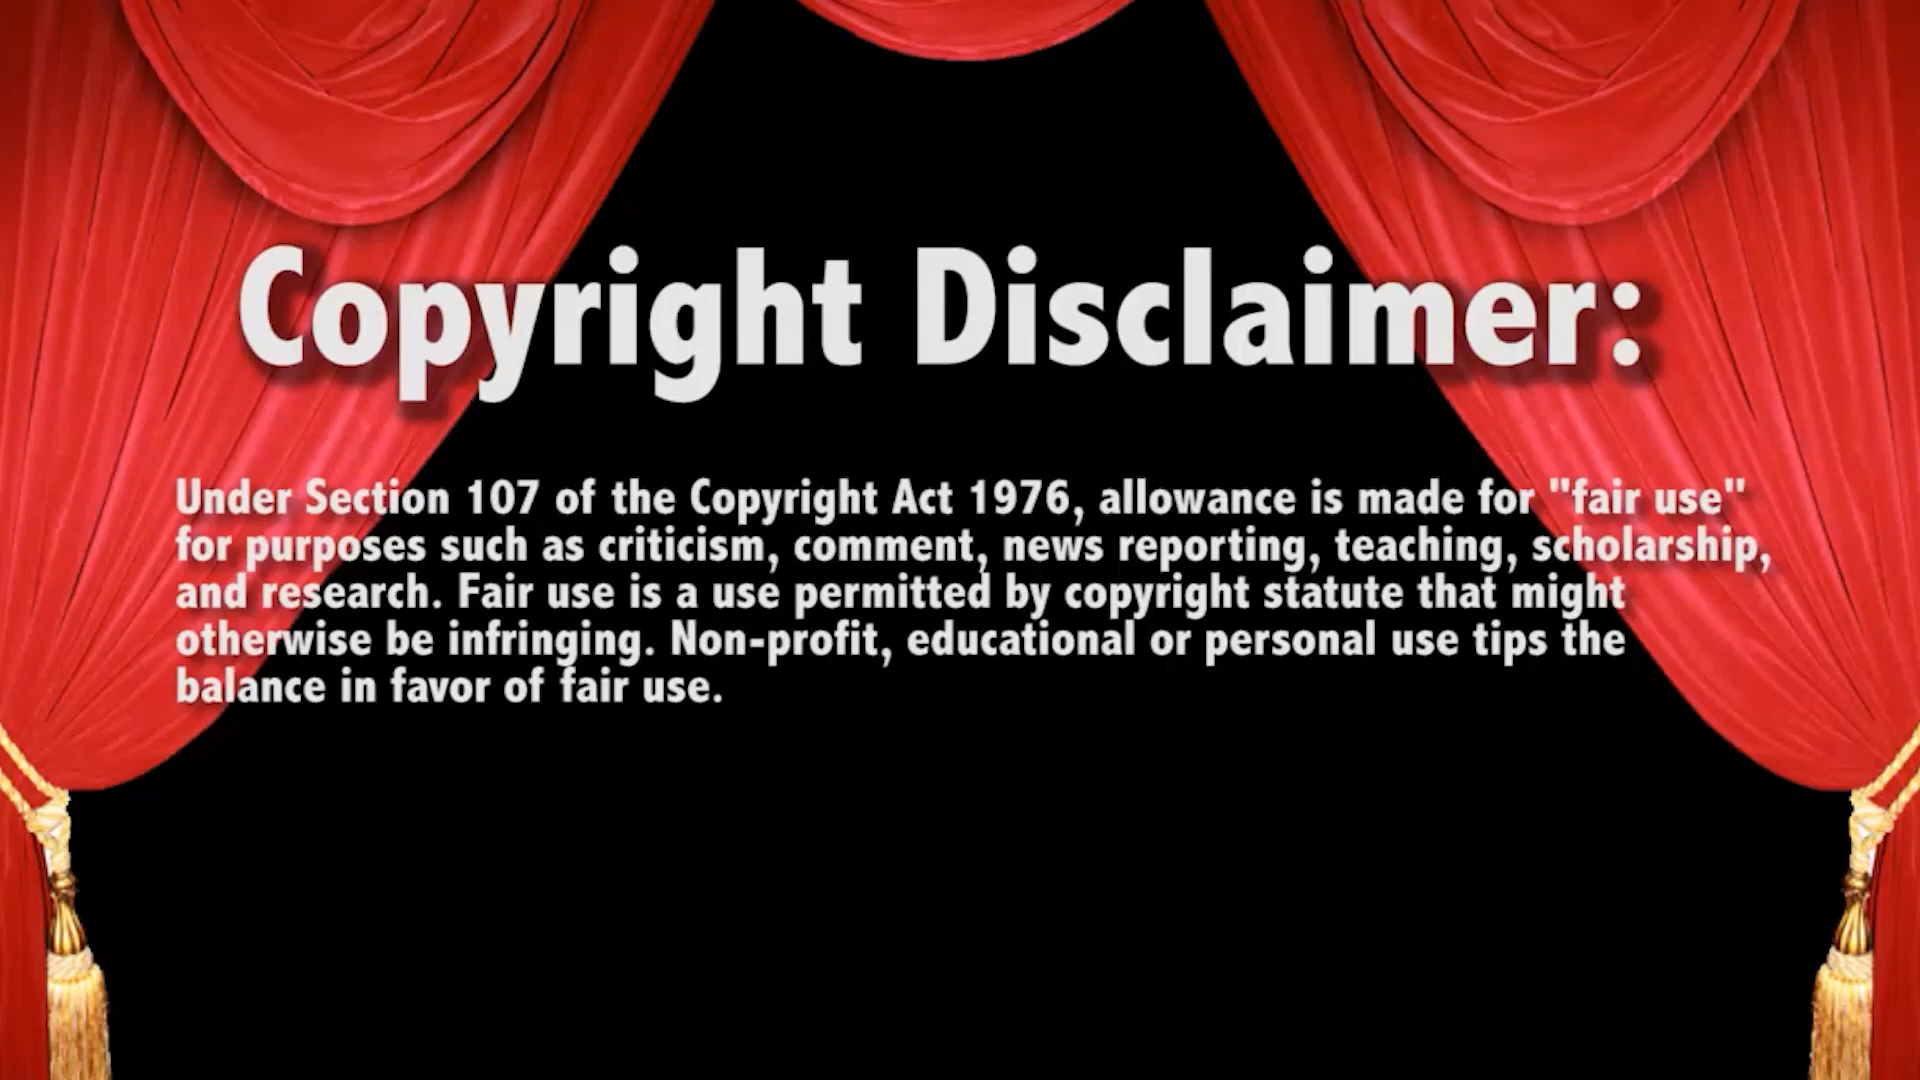 Copyright Disclaimer:
Under Section 107 of the Copyright Act 1976, allowance is made for "fair use"
for purposes such as criticism, comment, news reporting, teaching, scholarship,
and research. Fair use is a use permitted by copyright statute that might
otherwise be infringing. Non-profit, educational or personal use tips the
balance in favor of fair use.